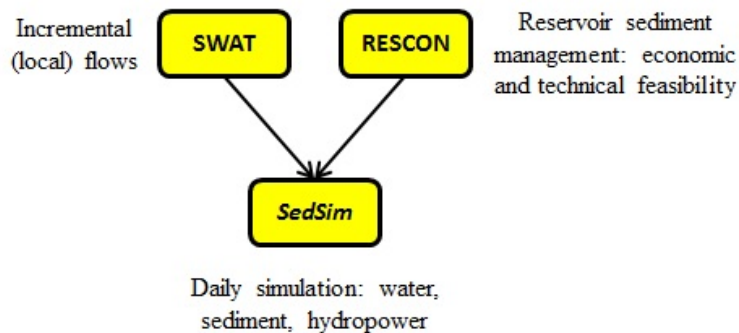 Incremental
(local) flows
SWAT
RESCON
Reservoir sediment
management: economic
and technical feasibility
SedSim
Daily simulation: water,
sediment, hydropower